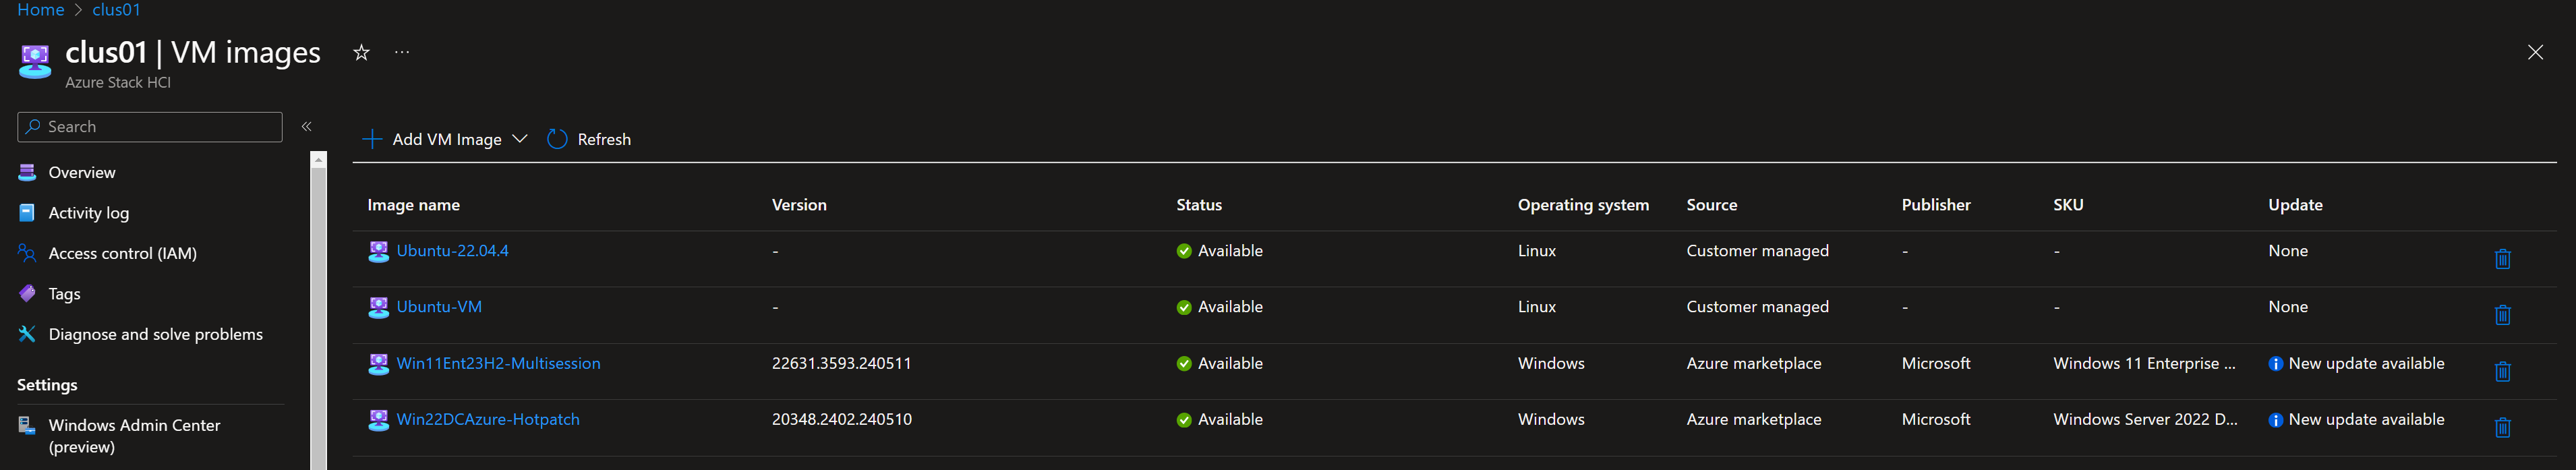 Home > clus01
clus01 | VM images
Azure Stack HCI
Search
Overview
Activity log
Access control (IAM)
Tags
Diagnose and solve problems
Settings
Windows Admin Center
(preview)
Add VM Image
Refresh
Image name Version Status Operating system Source Publisher SKU Update
Ubuntu-22.04.4 - Available Linux Customer managed - - None
Ubuntu-VM - Available Linux Customer managed - - None
Win11Ent23H2-Multisession 22631.3593.240511 Available Windows Azure marketplace Microsoft Windows 11 Enterprise ... New update available
Win22DCAzure-Hotpatch 20348.2402.240510 Available Windows Azure marketplace Microsoft Windows Server 2022 D... New update available